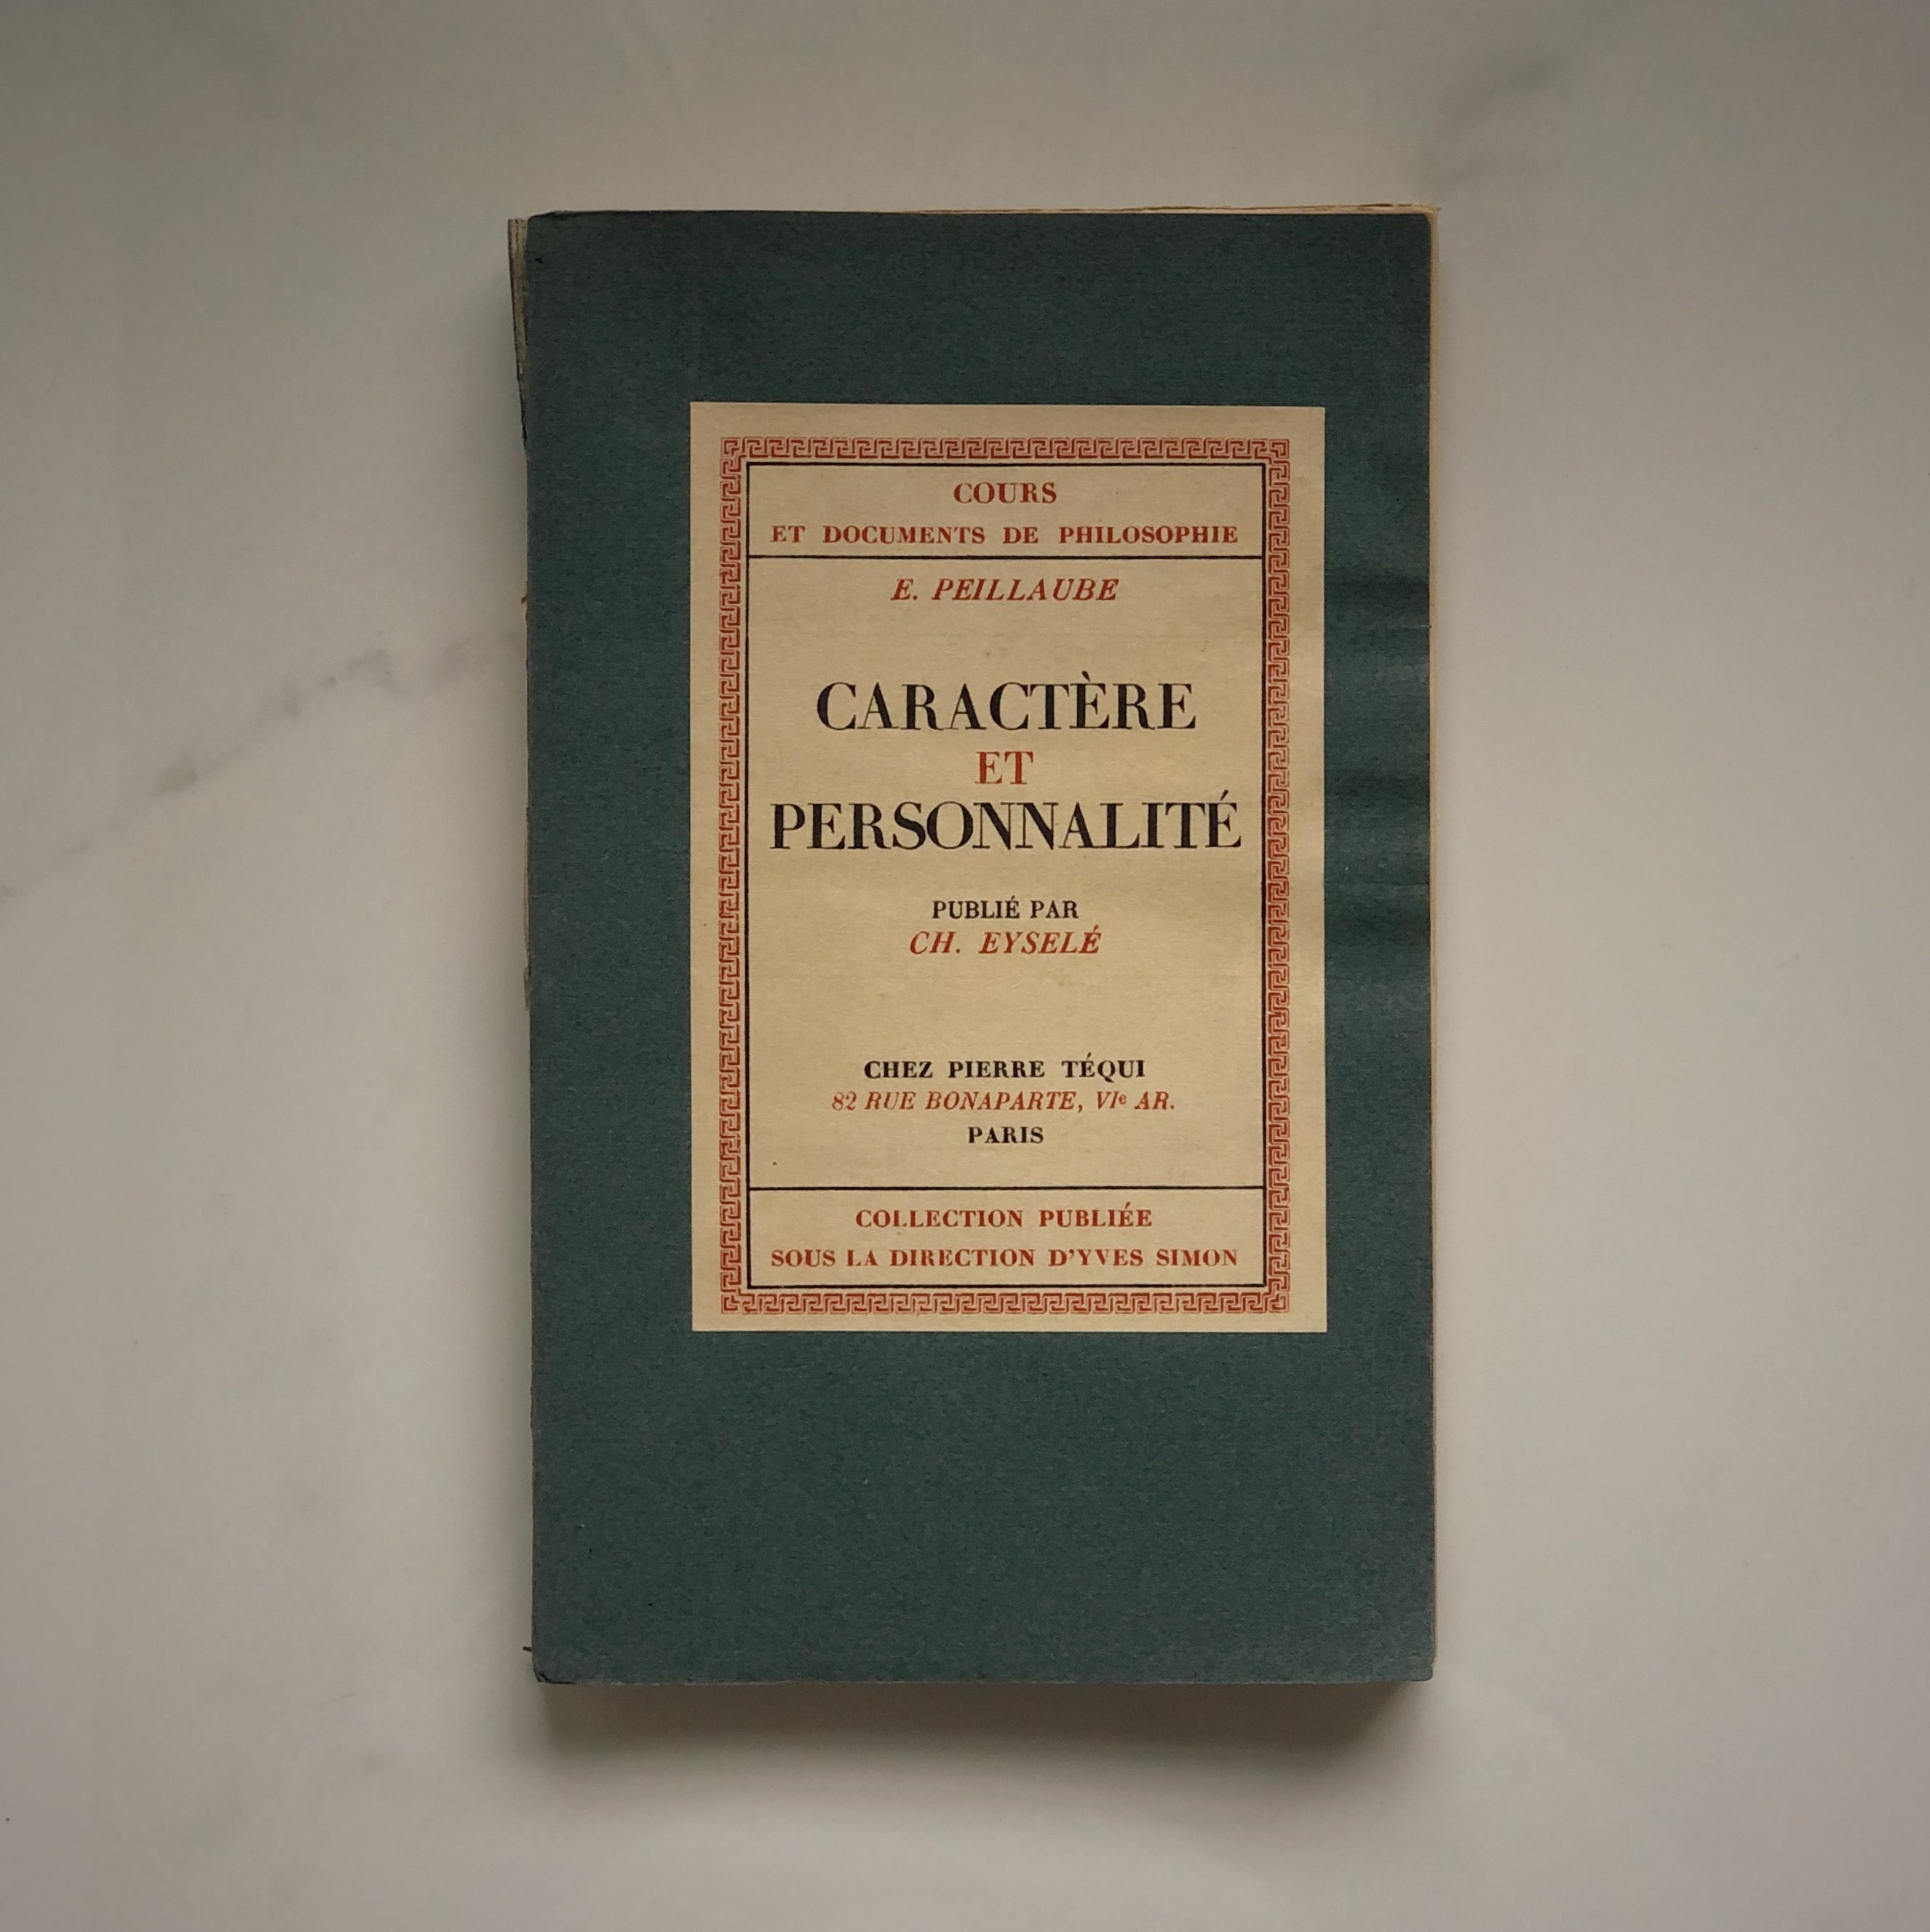 COURS
ET DOCUMENTS DE PHILOSOPHIE
E. PEILLAUBE
CARACTÈRE
ET
PERSONNALITÉ
PUBLIÉ PAR
CH. EYSELÉ
CHEZ PIERRE TÉQUI
82 RUE BONAPARTE, VIe AR.
PARIS
COLLECTION PUBLIÉE
SOUS LA DIRECTION D'YVES SIMON